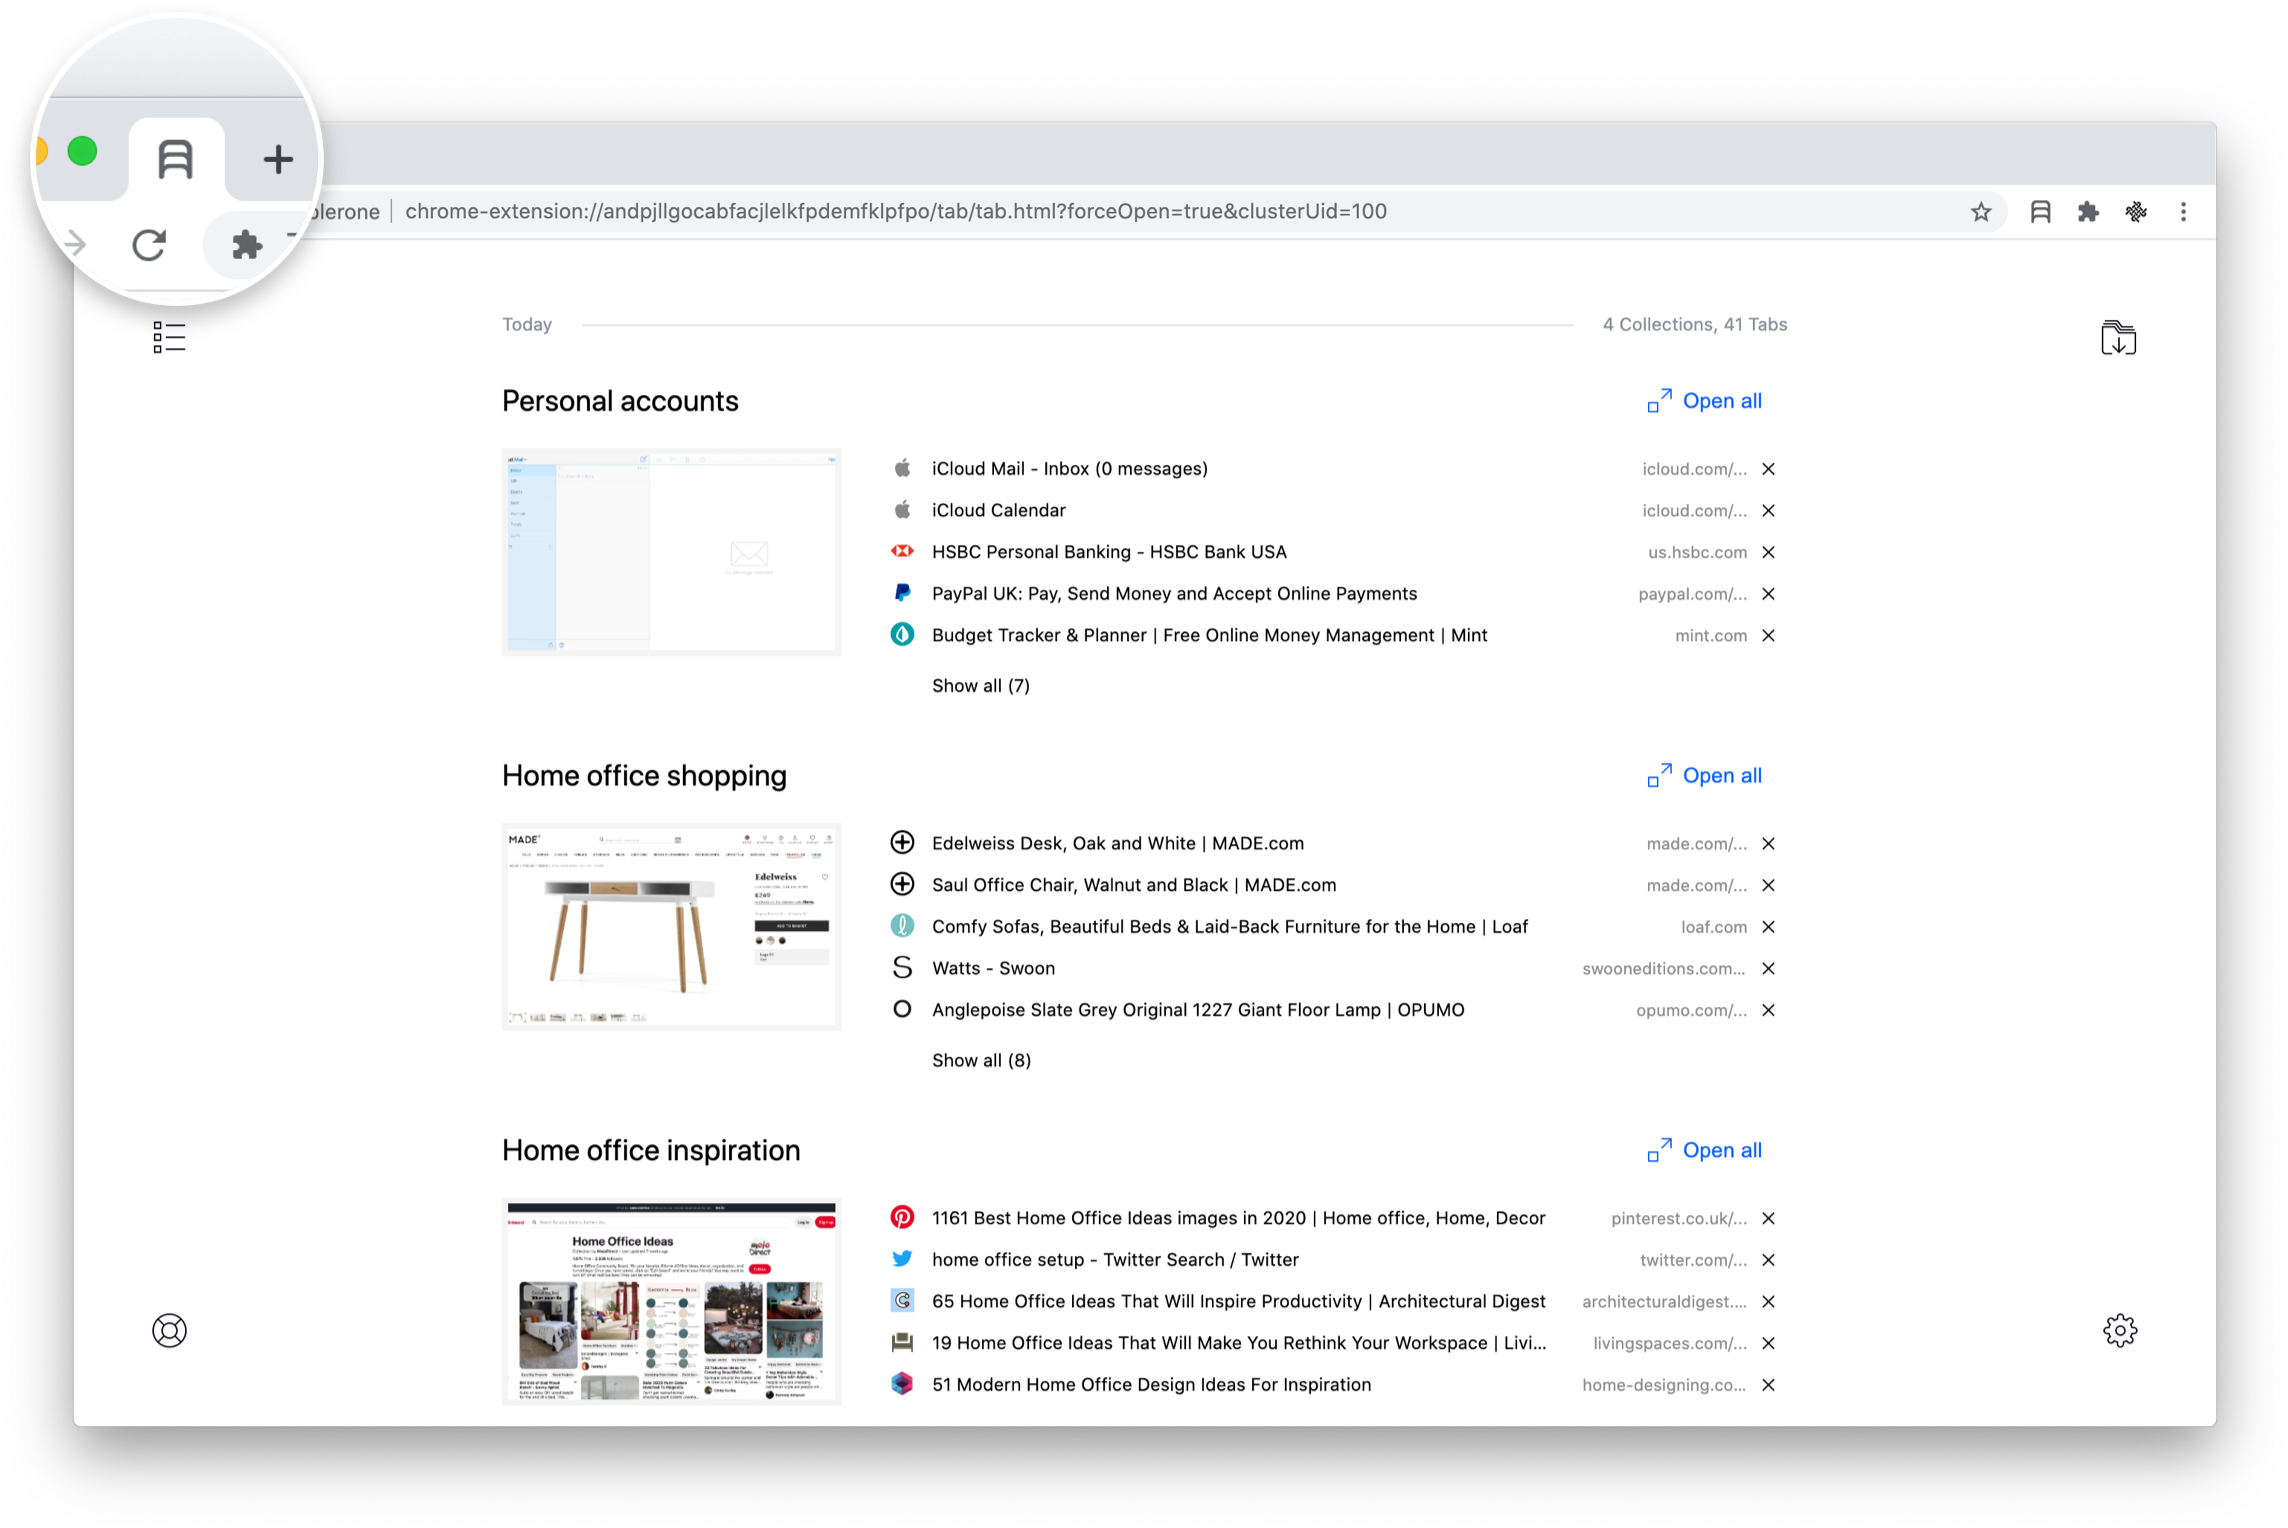 chrome-extension://andpjllgocabfacjlelkfpdemfklpfpo/tab/tab.html?forceOpen=true&clusterUid=100
Today
4 Collections, 41 Tabs
Personal accounts
Open all
iCloud Mail - Inbox (0 messages)
icloud.com/...
iCloud Calendar
icloud.com/...
HSBC Personal Banking - HSBC Bank USA
us.hsbc.com
PayPal UK: Pay, Send Money and Accept Online Payments
paypal.com/...
Budget Tracker & Planner | Free Online Money Management | Mint
mint.com
Show all (7)
Home office shopping
Open all
MADE
Edelweiss
ADD TO BASKET
Edelweiss Desk, Oak and White | MADE.com
made.com/...
Saul Office Chair, Walnut and Black | MADE.com
made.com/...
Comfy Sofas, Beautiful Beds & Laid-Back Furniture for the Home | Loaf
loaf.com
Watts - Swoon
swooneditions.com...
Anglepoise Slate Grey Original 1227 Giant Floor Lamp | OPUMO
opumo.com/...
Show all (8)
Home office inspiration
Open all
Log in
Sign up
Home Office Ideas
Follow
1161 Best Home Office Ideas images in 2020 | Home office, Home, Decor
pinterest.co.uk/...
home office setup - Twitter Search / Twitter
twitter.com/...
65 Home Office Ideas That Will Inspire Productivity | Architectural Digest
architecturaldigest....
19 Home Office Ideas That Will Make You Rethink Your Workspace | Livi...
livingspaces.com/...
51 Modern Home Office Design Ideas For Inspiration
home-designing.co...